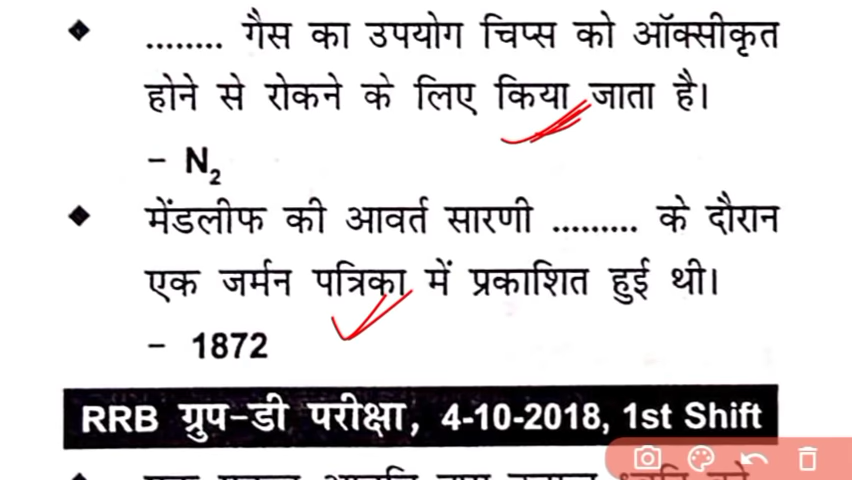 ◆ ........ गैस का उपयोग चिप्स को ऑक्सीकृत
होने से रोकने के लिए किया जाता है।
– N₂
◆ मेंडलीफ की आवर्त सारणी ......... के दौरान
एक जर्मन पत्रिका में प्रकाशित हुई थी।
– 1872
RRB ग्रुप-डी परीक्षा, 4-10-2018, 1st Shift